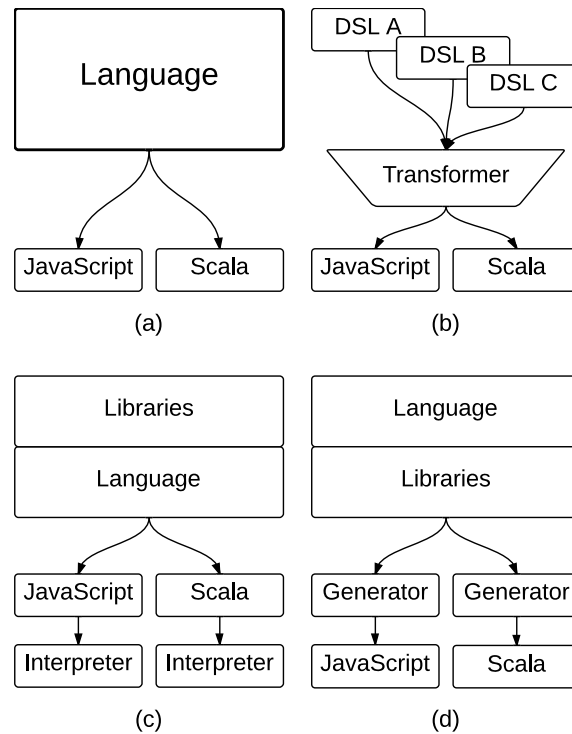 Language
JavaScript
Scala
(a)
DSL A
DSL B
DSL C
Transformer
JavaScript
Scala
(b)
Libraries
Language
JavaScript
Scala
Interpreter
Interpreter
(c)
Language
Libraries
Generator
Generator
JavaScript
Scala
(d)